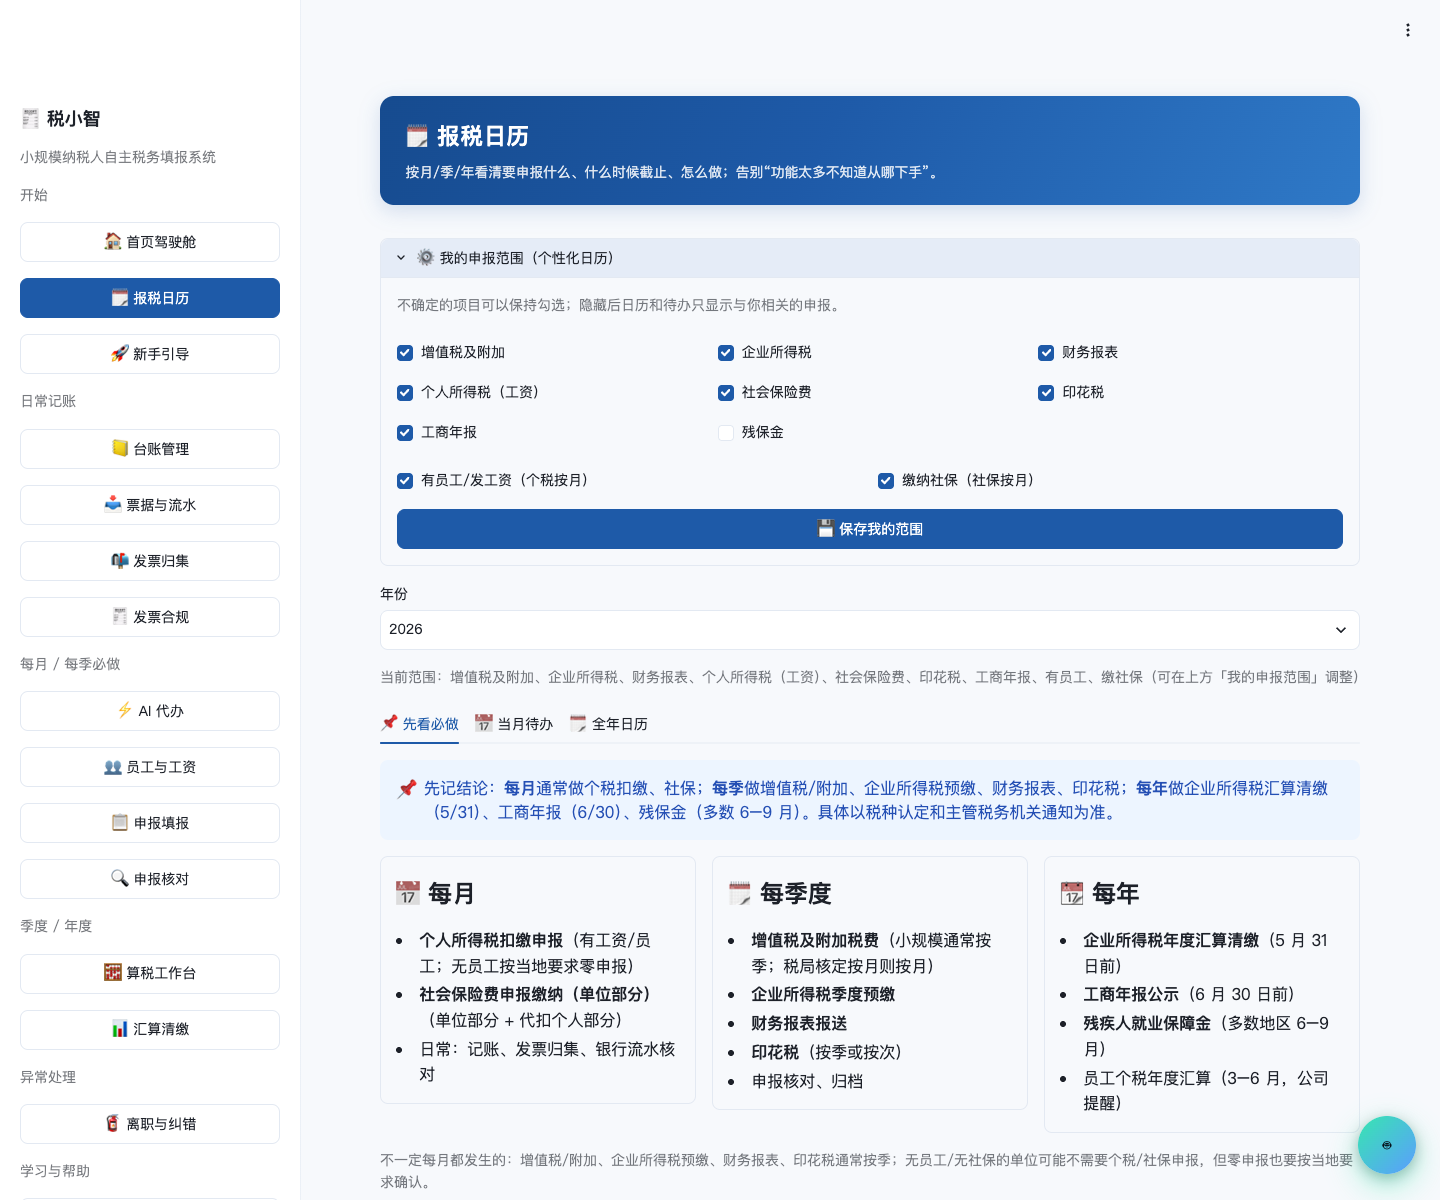 税小智
小规模纳税人自主税务填报系统
开始
首页驾驶舱
报税日历
新手引导
日常记账
台账管理
票据与流水
发票归集
发票合规
每月 / 每季必做
AI 代办
员工与工资
申报填报
申报核对
季度 / 年度
算税工作台
汇算清缴
异常处理
离职与纠错
学习与帮助
报税日历
按月/季/年看清要申报什么、什么时候截止、怎么做；告别“功能太多不知道从哪下手”。
我的申报范围（个性化日历）
不确定的项目可以保持勾选；隐藏后日历和待办只显示与你相关的申报。
增值税及附加
企业所得税
财务报表
个人所得税（工资）
社会保险费
印花税
工商年报
残保金
有员工/发工资（个税按月）
缴纳社保（社保按月）
保存我的范围
年份
2026
当前范围：增值税及附加、企业所得税、财务报表、个人所得税（工资）、社会保险费、印花税、工商年报、有员工、缴社保（可在上方「我的申报范围」调整）
先看必做
当月待办
全年日历
先记结论：每月通常做个税扣缴、社保；每季做增值税/附加、企业所得税预缴、财务报表、印花税；每年做企业所得税汇算清缴
（5/31）、工商年报（6/30）、残保金（多数 6—9 月）。具体以税种认定和主管税务机关通知为准。
每月
个人所得税扣缴申报（有工资/员
工；无员工按当地要求零申报）
社会保险费申报缴纳（单位部分）
（单位部分 + 代扣个人部分）
日常：记账、发票归集、银行流水核
对
每季度
增值税及附加税费（小规模通常按
季；税局核定按月则按月）
企业所得税季度预缴
财务报表报送
印花税（按季或按次）
申报核对、归档
每年
企业所得税年度汇算清缴（5 月 31
日前）
工商年报公示（6 月 30 日前）
残疾人就业保障金（多数地区 6—9
月）
员工个税年度汇算（3—6 月，公司
提醒）
不一定每月都发生的：增值税/附加、企业所得税预缴、财务报表、印花税通常按季；无员工/无社保的单位可能不需要个税/社保申报，但零申报也要按当地要
求确认。